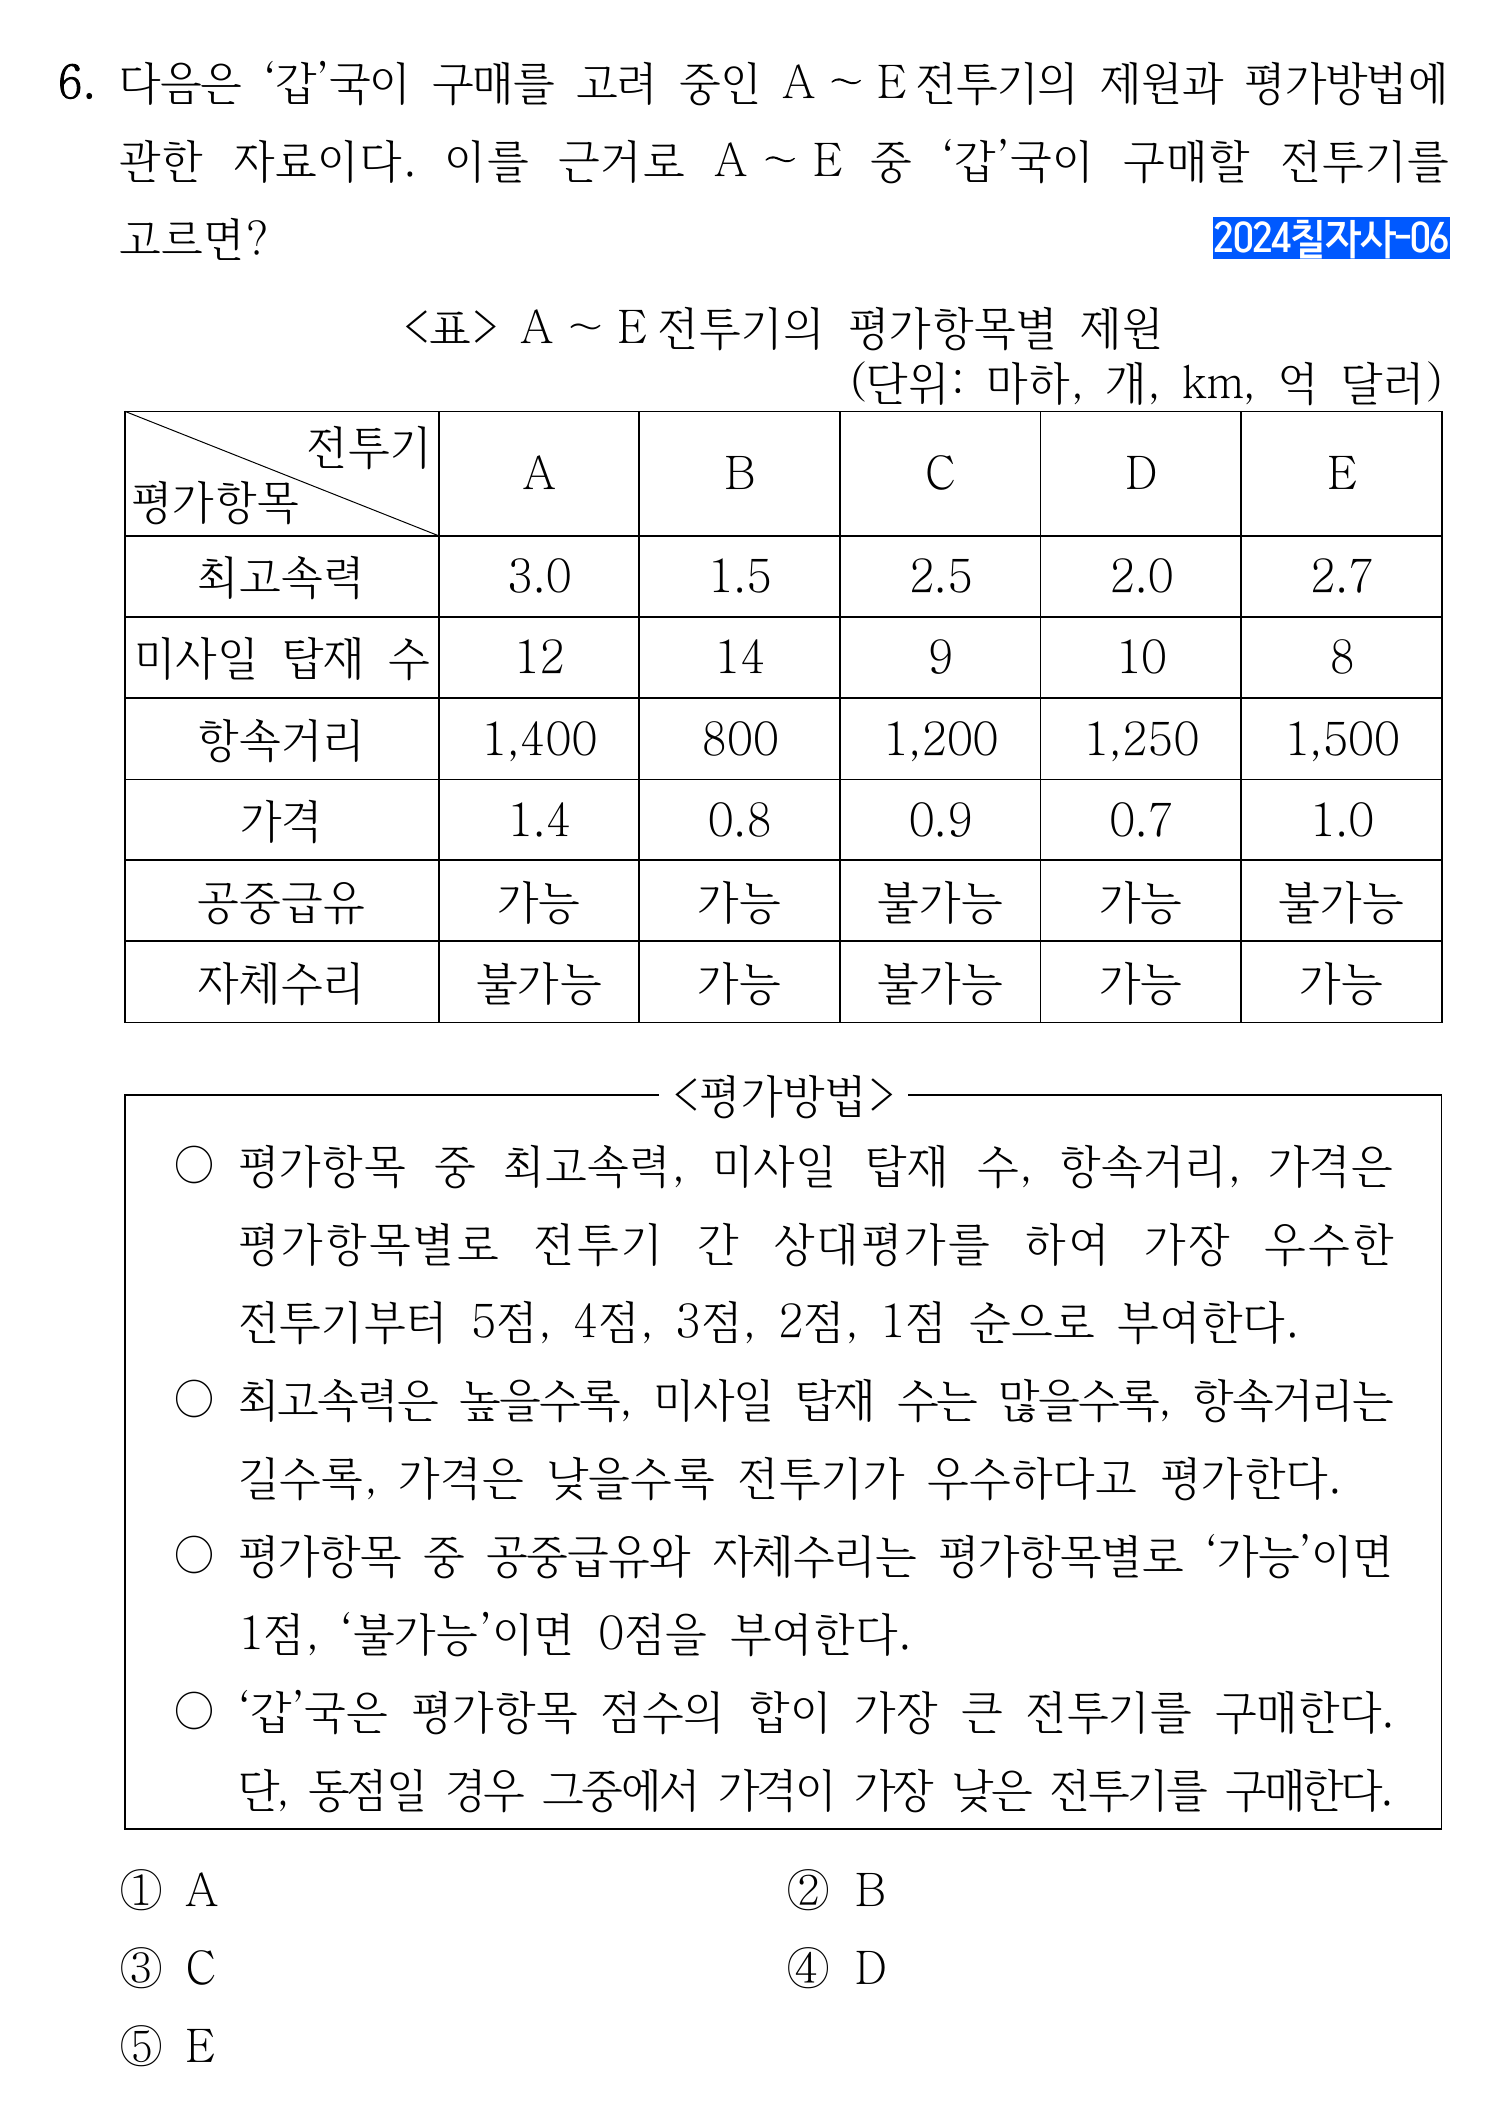 6. 다음은 ‘갑’국이 구매를 고려 중인 A ~ E 전투기의 제원과 평가방법에
관한 자료이다. 이를 근거로 A ~ E 중 ‘갑’국이 구매할 전투기를
고르면?
2024칠자사-06
<표> A ~ E 전투기의 평가항목별 제원
(단위: 마하, 개, km, 억 달러)
전투기
평가항목 A B C D E
최고속력 3.0 1.5 2.5 2.0 2.7
미사일 탑재 수 12 14 9 10 8
항속거리 1,400 800 1,200 1,250 1,500
가격 1.4 0.8 0.9 0.7 1.0
공중급유 가능 가능 불가능 가능 불가능
자체수리 불가능 가능 불가능 가능 가능
<평가방법>
○ 평가항목 중 최고속력, 미사일 탑재 수, 항속거리, 가격은
평가항목별로 전투기 간 상대평가를 하여 가장 우수한
전투기부터 5점, 4점, 3점, 2점, 1점 순으로 부여한다.
○ 최고속력은 높을수록, 미사일 탑재 수는 많을수록, 항속거리는
길수록, 가격은 낮을수록 전투기가 우수하다고 평가한다.
○ 평가항목 중 공중급유와 자체수리는 평가항목별로 ‘가능’이면
1점, ‘불가능’이면 0점을 부여한다.
○ ‘갑’국은 평가항목 점수의 합이 가장 큰 전투기를 구매한다.
단, 동점일 경우 그중에서 가격이 가장 낮은 전투기를 구매한다.
① A ② B
③ C ④ D
⑤ E